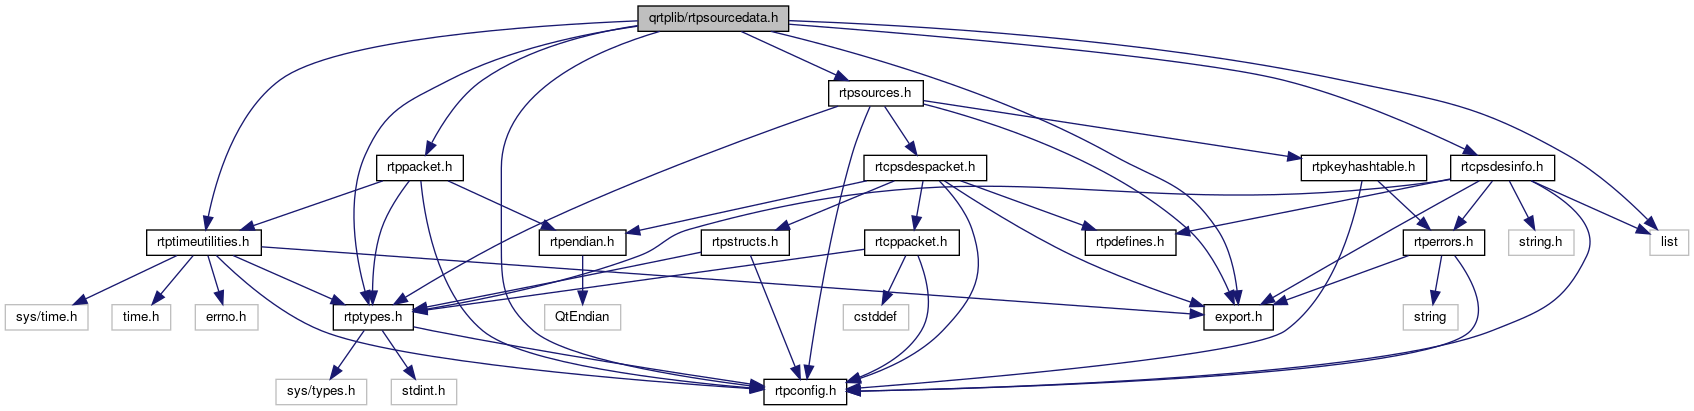 qrtplib/rtpsourcedata.h
rtpsources.h
rtppacket.h
rtcpsdespacket.h
rtpkeyhashtable.h
rtcpsdesinfo.h
rtptimeutilities.h
rtpendian.h
rtpstructs.h
rtcppacket.h
rtpdefines.h
rtperrors.h
string.h
list
sys/time.h
time.h
errno.h
rtptypes.h
QtEndian
cstddef
export.h
string
sys/types.h
stdint.h
rtpconfig.h